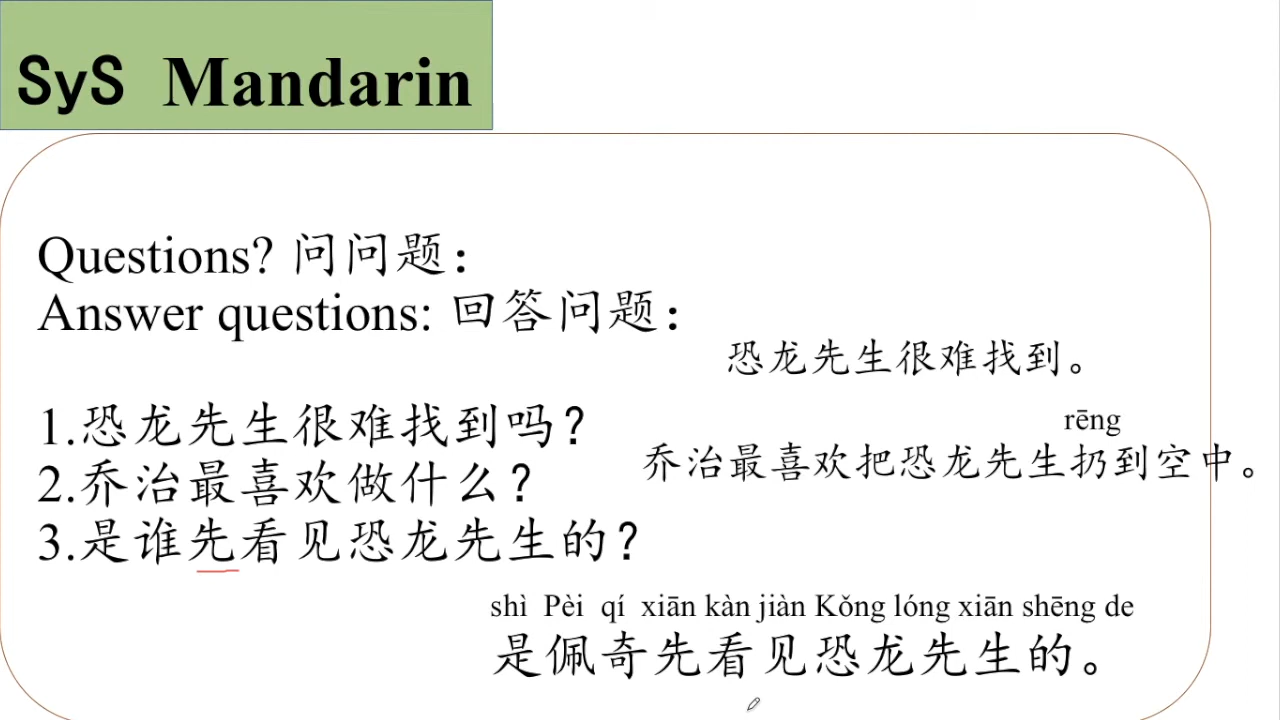 SyS Mandarin
Questions? 问问题：
Answer questions: 回答问题：
恐龙先生很难找到。
1.恐龙先生很难找到吗？
rēng
乔治最喜欢把恐龙先生扔到空中。
2.乔治最喜欢做什么？
3.是谁先看见恐龙先生的？
shì Pèi qí xiān kàn jiàn Kǒng lóng xiān shēng de
是佩奇先看见恐龙先生的。